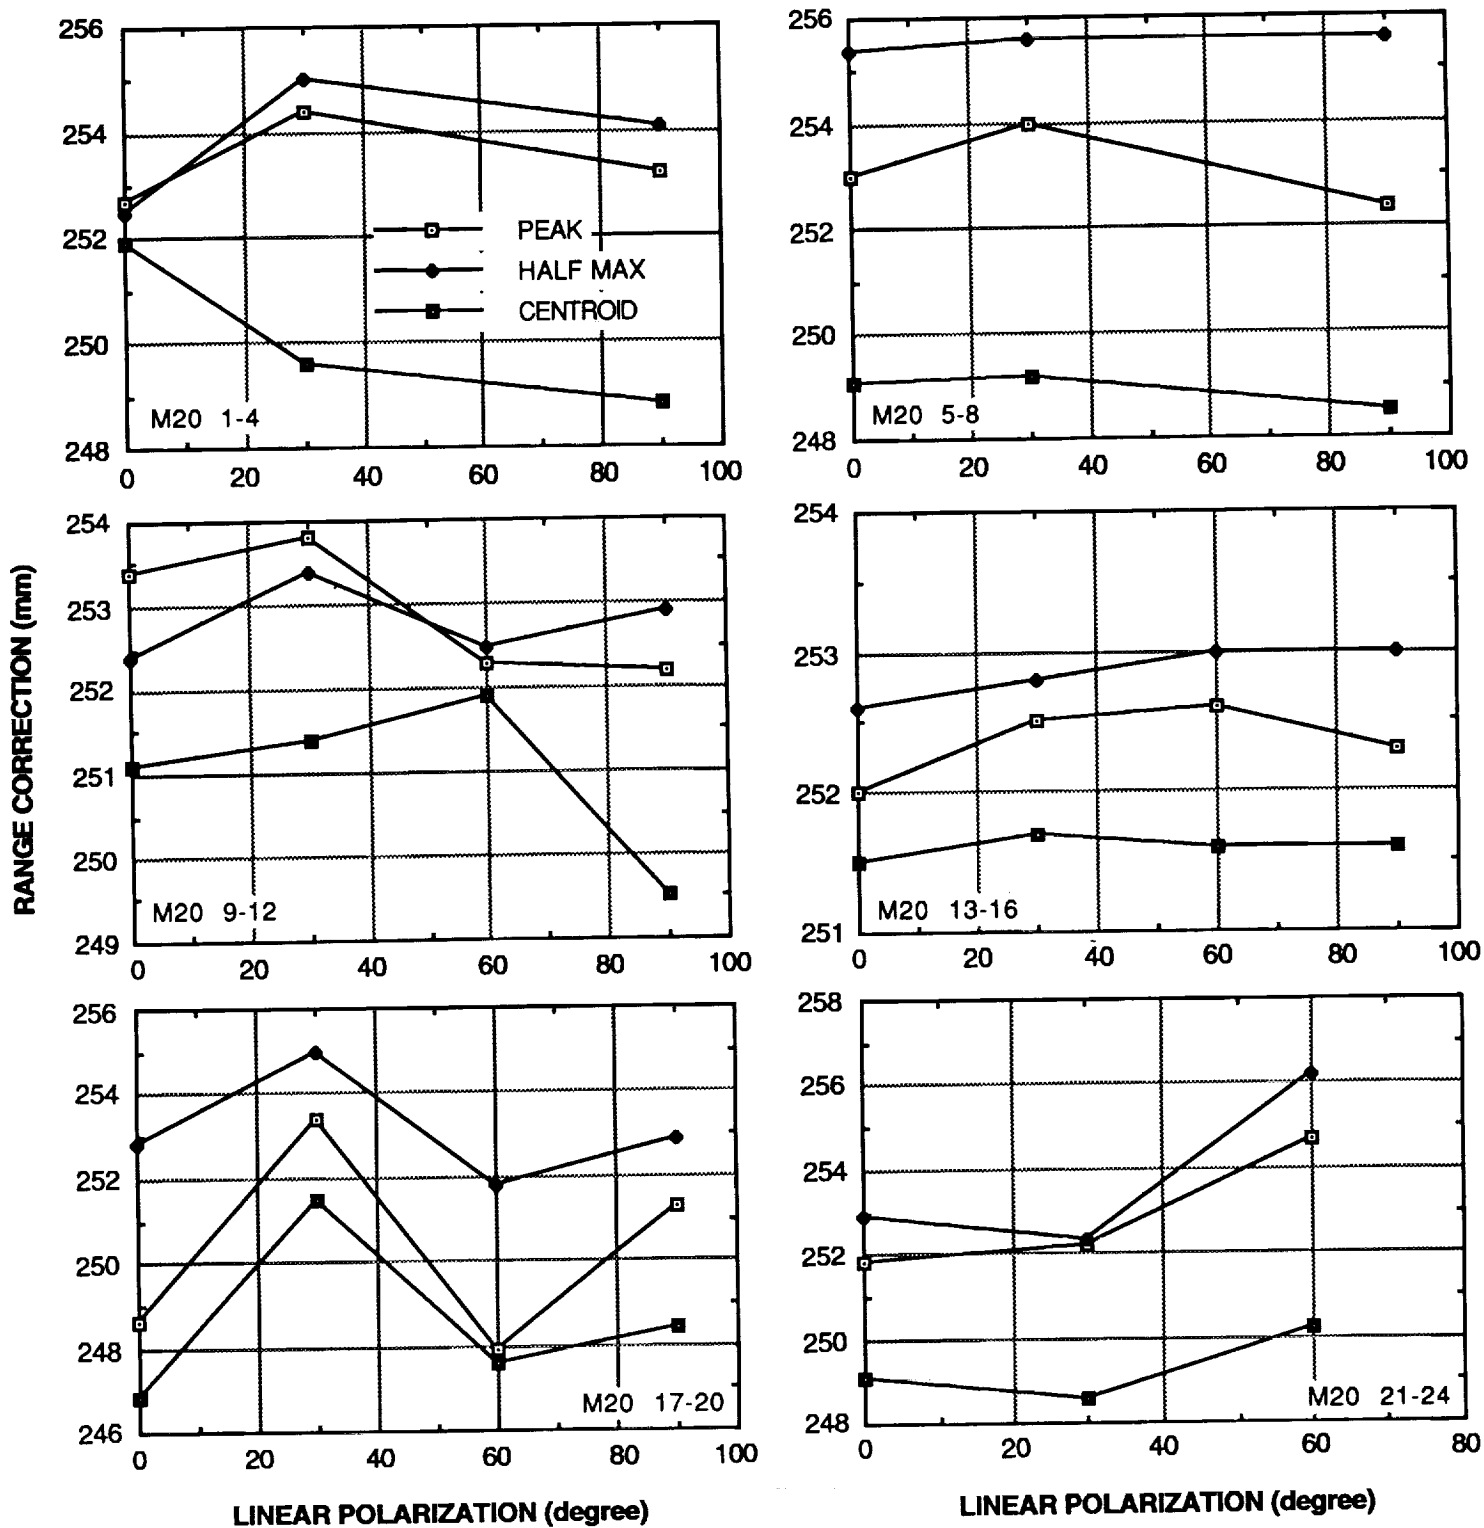 256
254
252
250
248
0 20 40 60 80 100
PEAK
HALF MAX
CENTROID
M20 1-4
256
254
252
250
248
0 20 40 60 80 100
M20 5-8
RANGE CORRECTION (mm)
254
253
252
251
250
249
0 20 40 60 80 100
M20 9-12
254
253
252
251
0 20 40 60 80 100
M20 13-16
256
254
252
250
248
246
0 20 40 60 80 100
M20 17-20
LINEAR POLARIZATION (degree)
258
256
254
252
250
248
0 20 40 60 80
M20 21-24
LINEAR POLARIZATION (degree)